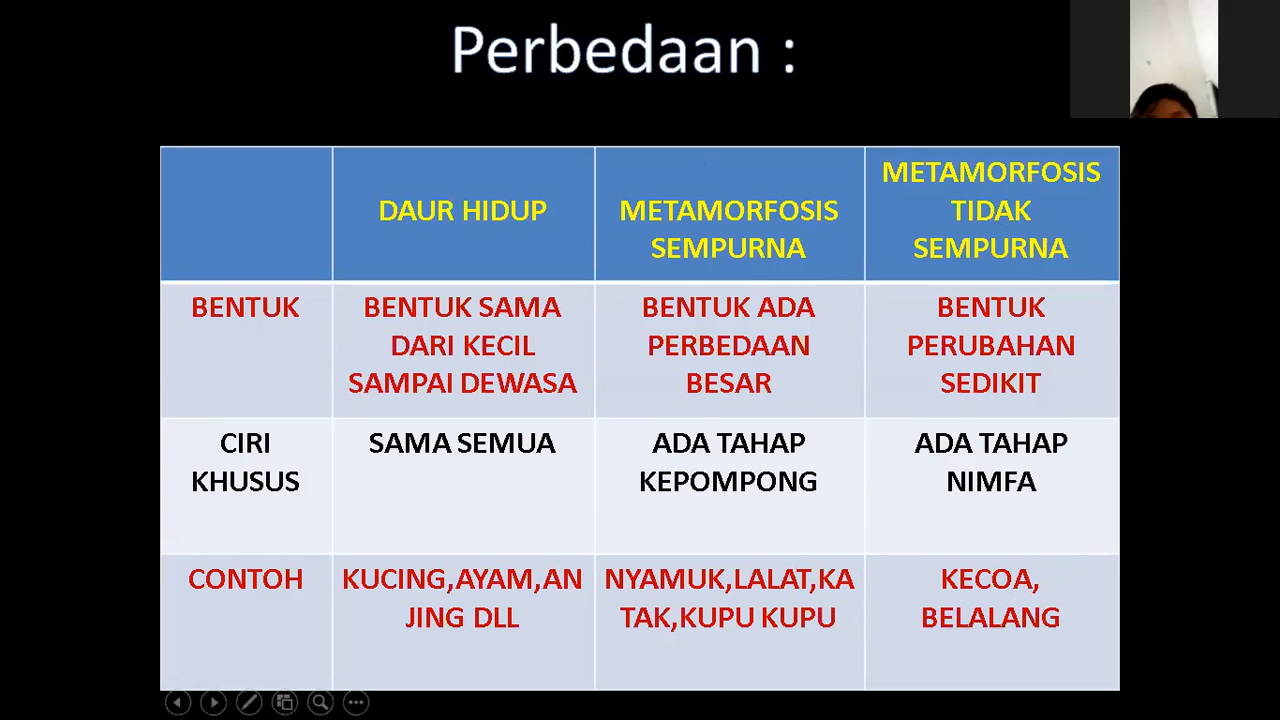 Perbedaan :
DAUR HIDUP
METAMORFOSIS
SEMPURNA
METAMORFOSIS
TIDAK
SEMPURNA
BENTUK
BENTUK SAMA
DARI KECIL
SAMPAI DEWASA
BENTUK ADA
PERBEDAAN
BESAR
BENTUK
PERUBAHAN
SEDIKIT
CIRI
KHUSUS
SAMA SEMUA
ADA TAHAP
KEPOMPONG
ADA TAHAP
NIMFA
CONTOH
KUCING,AYAM,AN
JING DLL
NYAMUK,LALAT,KA
TAK,KUPU KUPU
KECOA,
BELALANG